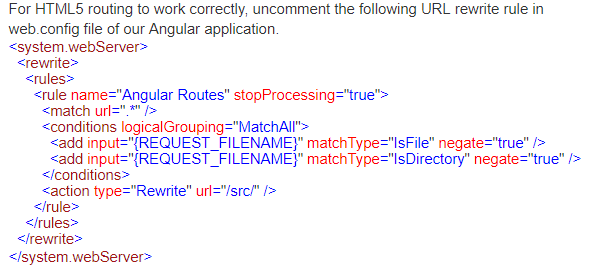 For HTML5 routing to work correctly, uncomment the following URL rewrite rule in
web.config file of our Angular application.
<system.webServer>
  <rewrite>
    <rules>
      <rule name="Angular Routes" stopProcessing="true">
        <match url=".*" />
        <conditions logicalGrouping="MatchAll">
          <add input="{REQUEST_FILENAME}" matchType="IsFile" negate="true" />
          <add input="{REQUEST_FILENAME}" matchType="IsDirectory" negate="true" />
        </conditions>
        <action type="Rewrite" url="/src/" />
      </rule>
    </rules>
  </rewrite>
</system.webServer>